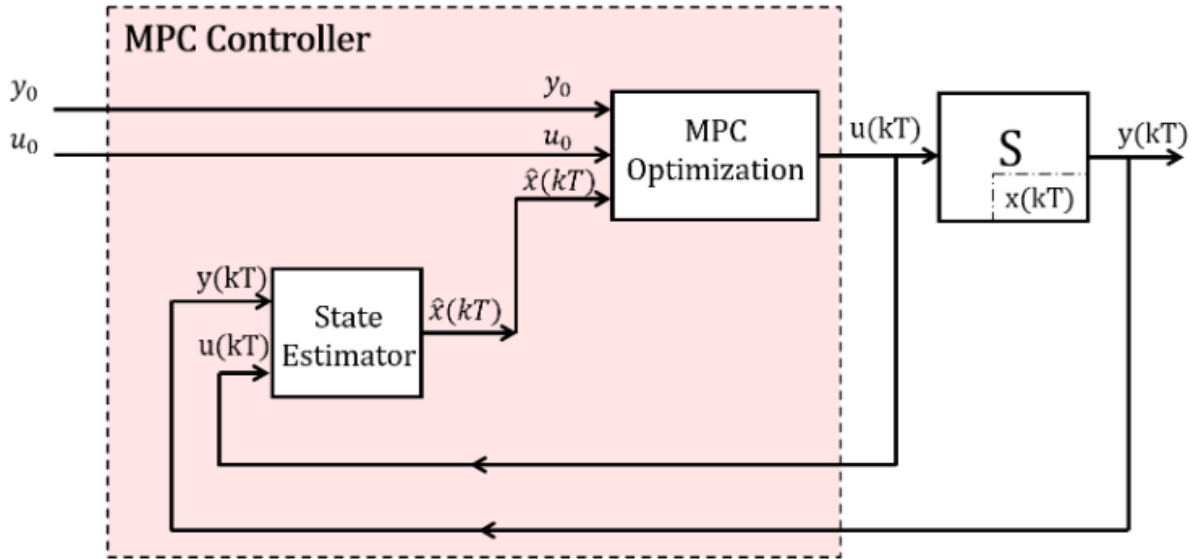 MPC Controller
y₀
y₀
u₀
u₀
x̂(kT)
MPC
Optimization
u(kT)
S
x(kT)
y(kT)
y(kT)
u(kT)
State
Estimator
x̂(kT)